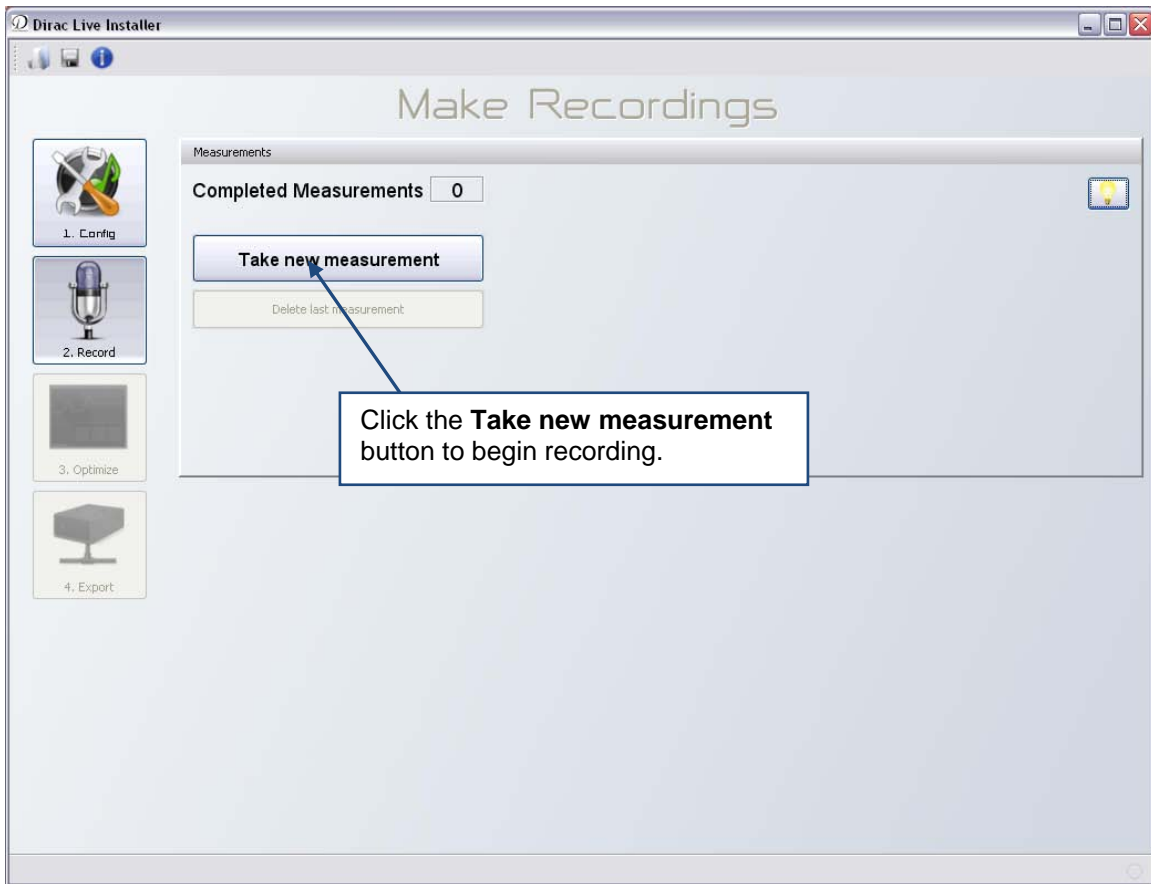 Dirac Live Installer
Make Recordings
Measurements
Completed Measurements 0
1. Config
Take new measurement
Delete last measurement
2. Record
Click the Take new measurement
button to begin recording.
3. Optimize
4. Export